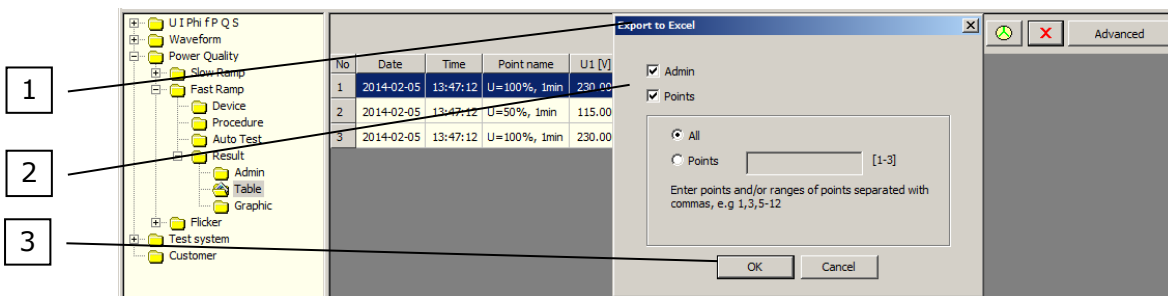 1
2
3
U I Phi f P Q S
Waveform
Power Quality
Slow Ramp
Fast Ramp
Device
Procedure
Auto Test
Result
Admin
Table
Graphic
Flicker
Test system
Customer
No Date Time Point name U1 [V]
1 2014-02-05 13:47:12 U=100%, 1min 230.00
2 2014-02-05 13:47:12 U=50%, 1min 115.00
3 2014-02-05 13:47:12 U=100%, 1min 230.00
Export to Excel
Admin
Points
All
Points [1-3]
Enter points and/or ranges of points separated with
commas, e.g 1,3,5-12
OK Cancel
Advanced